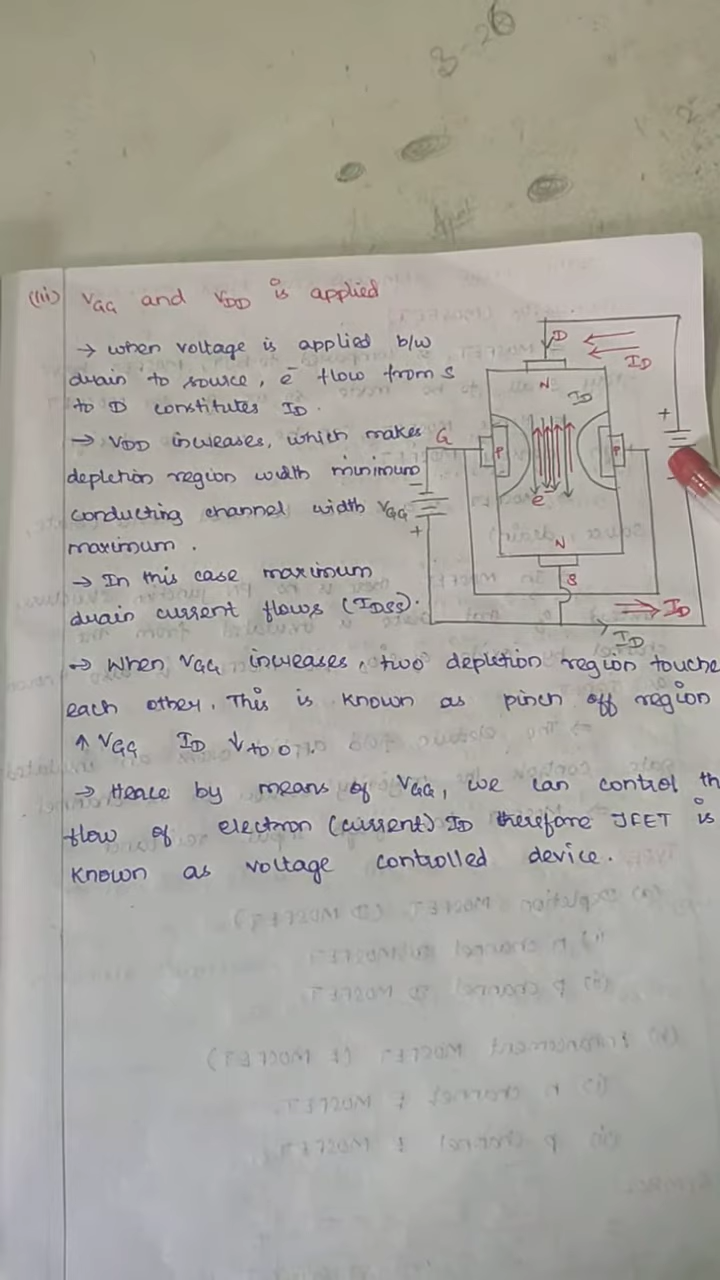 3-26
(iii) VGG and VDD is applied
→ when voltage is applied b/w
drain to source, e⁻ flow from S
to D constitutes ID.
→ VDD increases, which makes
depletion region width minimum
conducting channel width
maximum.
→ In this case maximum
drain current flows (IDSS).
→ When VGG increases, two depletion region touche
each other. This is known as pinch off region
↑ VGG ID ↓ to 0
→ Hence by means of VGG, we can control th
flow of electron (current) ID therefore JFET is
known as voltage controlled device.
D
ID
N
ID
+
G
P
P
−
VGG
+
e
N
S
ID
ID